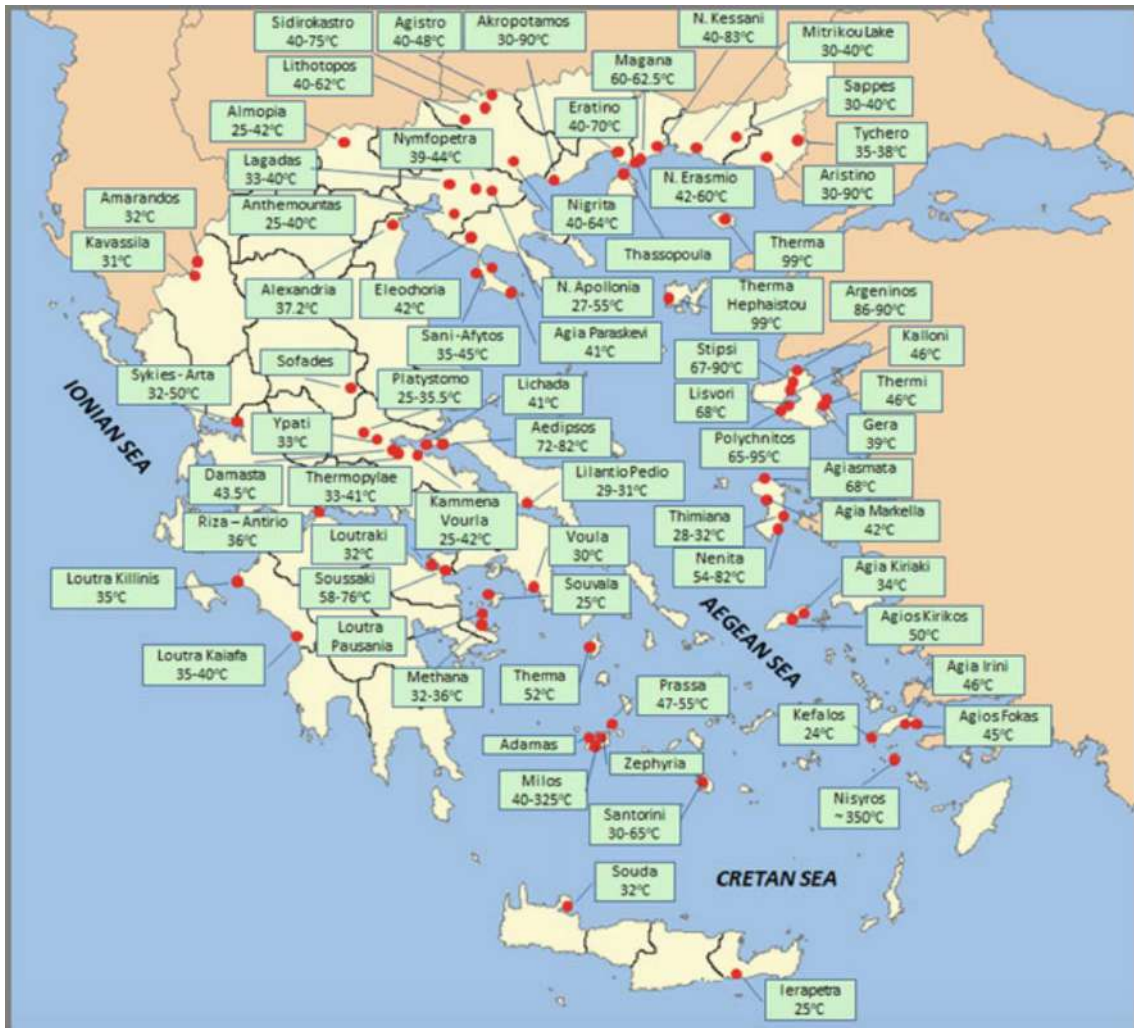 Sidirokastro
40-75°C
Agistro
40-48°C
Akropotamos
30-90°C
N. Kessani
40-83°C
Mitrikou Lake
30-40°C
Lithotopos
40-62°C
Magana
60-62.5°C
Sappes
30-40°C
Almopia
25-42°C
Eratino
40-70°C
Nymfopetra
39-44°C
Tychero
35-38°C
Lagadas
33-40°C
N. Erasmio
42-60°C
Aristino
30-90°C
Amarandos
32°C
Anthemountas
25-40°C
Nigrita
40-64°C
Kavassila
31°C
Thassopoula
Therma
99°C
Alexandria
37.2°C
Eleohoria
42°C
N. Apollonia
27-55°C
Therma
Hephaistou
99°C
Argeninos
86-90°C
Sani-Afytos
35-45°C
Agia Paraskevi
41°C
Kalloni
46°C
Stipsi
67-90°C
Sofades
Platystomo
25-35.5°C
Sykies-Arta
32-50°C
Lichada
41°C
Thermi
46°C
Lisvori
68°C
IONIAN SEA
Ypati
33°C
Aedipsos
72-82°C
Gera
39°C
Polychnitos
65-95°C
Damasta
43.5°C
Thermopylae
33-41°C
Lilantio Pedio
29-31°C
Agiasmata
68°C
Kammena
Vourla
25-42°C
Agia Markella
42°C
Riza – Antirio
36°C
Thimiana
28-32°C
Loutraki
32°C
Voula
30°C
Nenita
54-82°C
Agia Kiriaki
34°C
Loutra Killinis
35°C
Soussaki
58-76°C
Souvala
25°C
AEGEAN SEA
Agios Kirikos
50°C
Loutra
Pausania
Loutra Kaiafa
35-40°C
Methana
32-36°C
Therma
52°C
Prassa
47-55°C
Agia Irini
46°C
Kefalos
24°C
Agios Fokas
45°C
Adamas
Zephyria
Milos
40-325°C
Nisyros
~350°C
Santorini
30-65°C
Souda
32°C
CRETAN SEA
Ierapetra
25°C